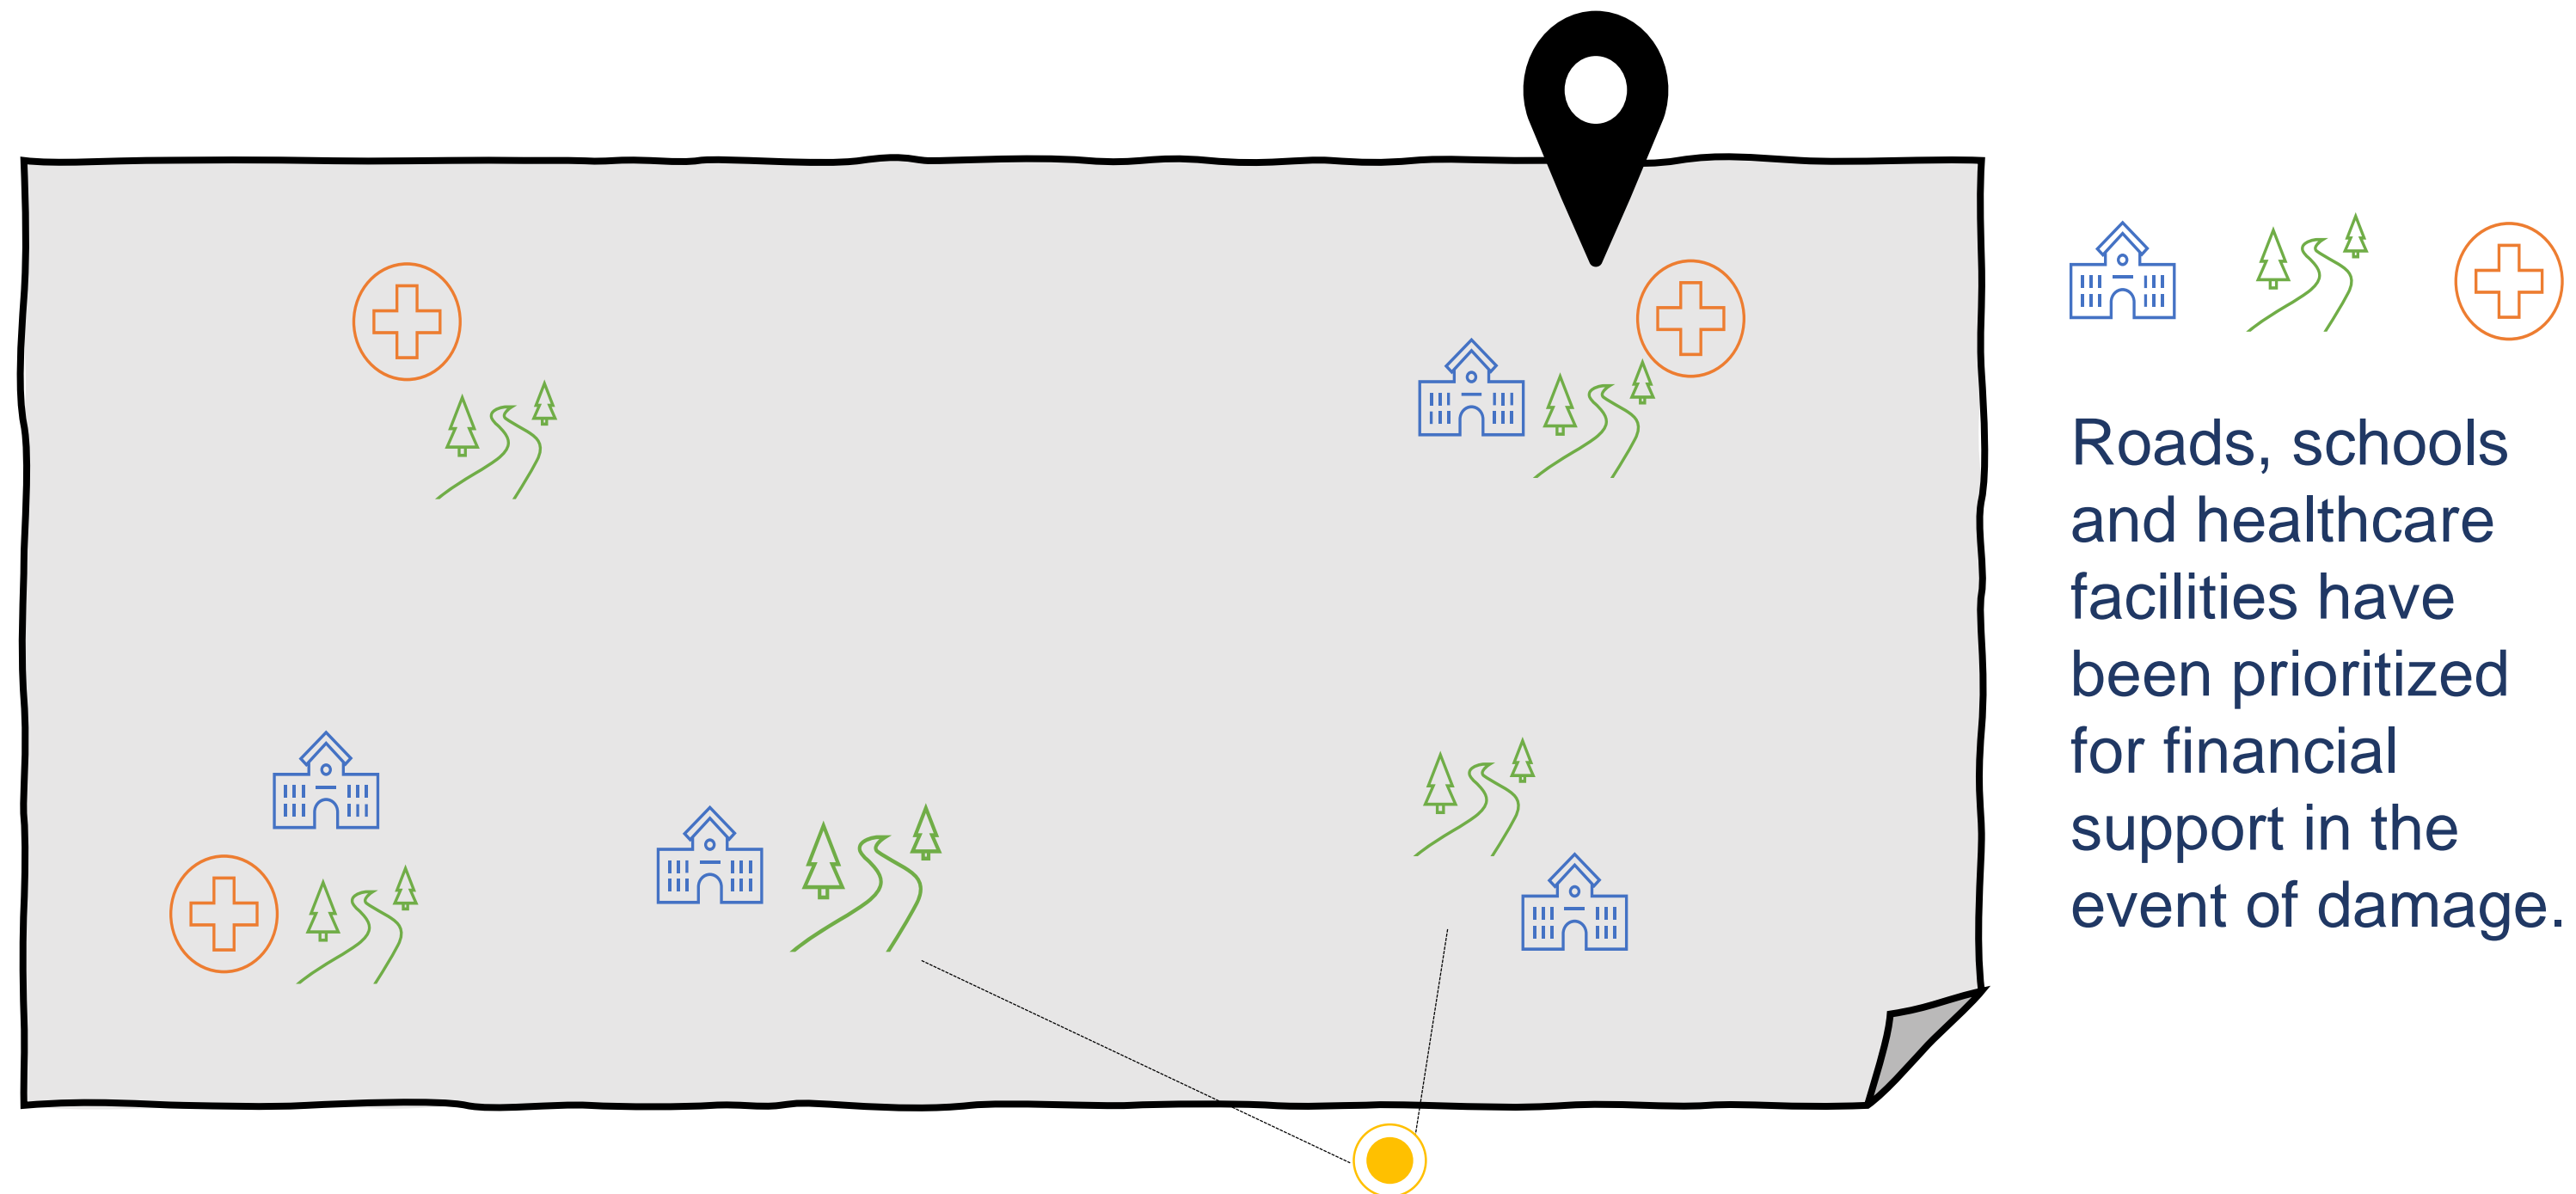 Roads, schools
and healthcare
facilities have
been prioritized
for financial
support in the
event of damage.